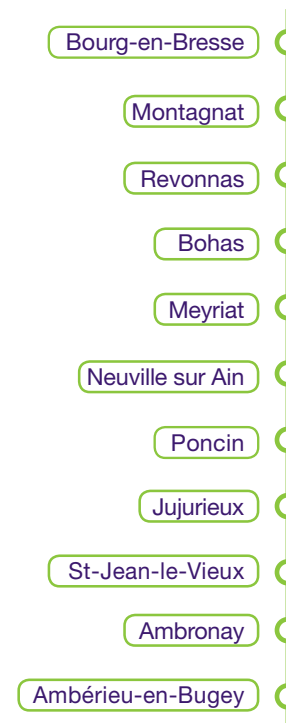 Bourg-en-Bresse
Montagnat
Revonnas
Bohas
Meyriat
Neuville sur Ain
Poncin
Jujurieux
St-Jean-le-Vieux
Ambronay
Ambérieu-en-Bugey